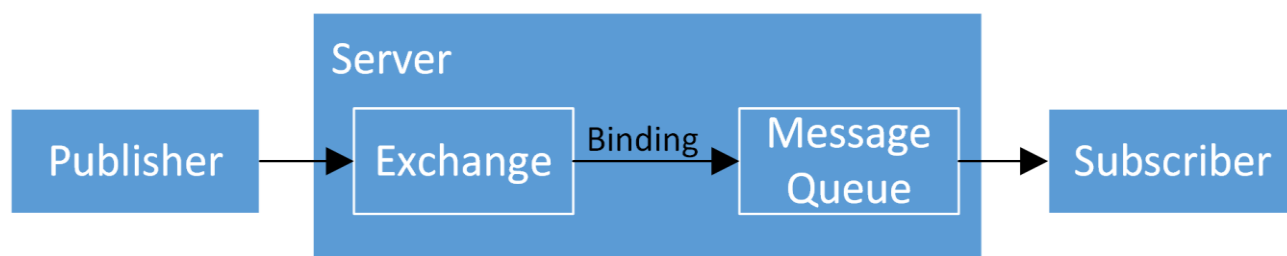 Server
Publisher
Exchange
Binding
Message
Queue
Subscriber